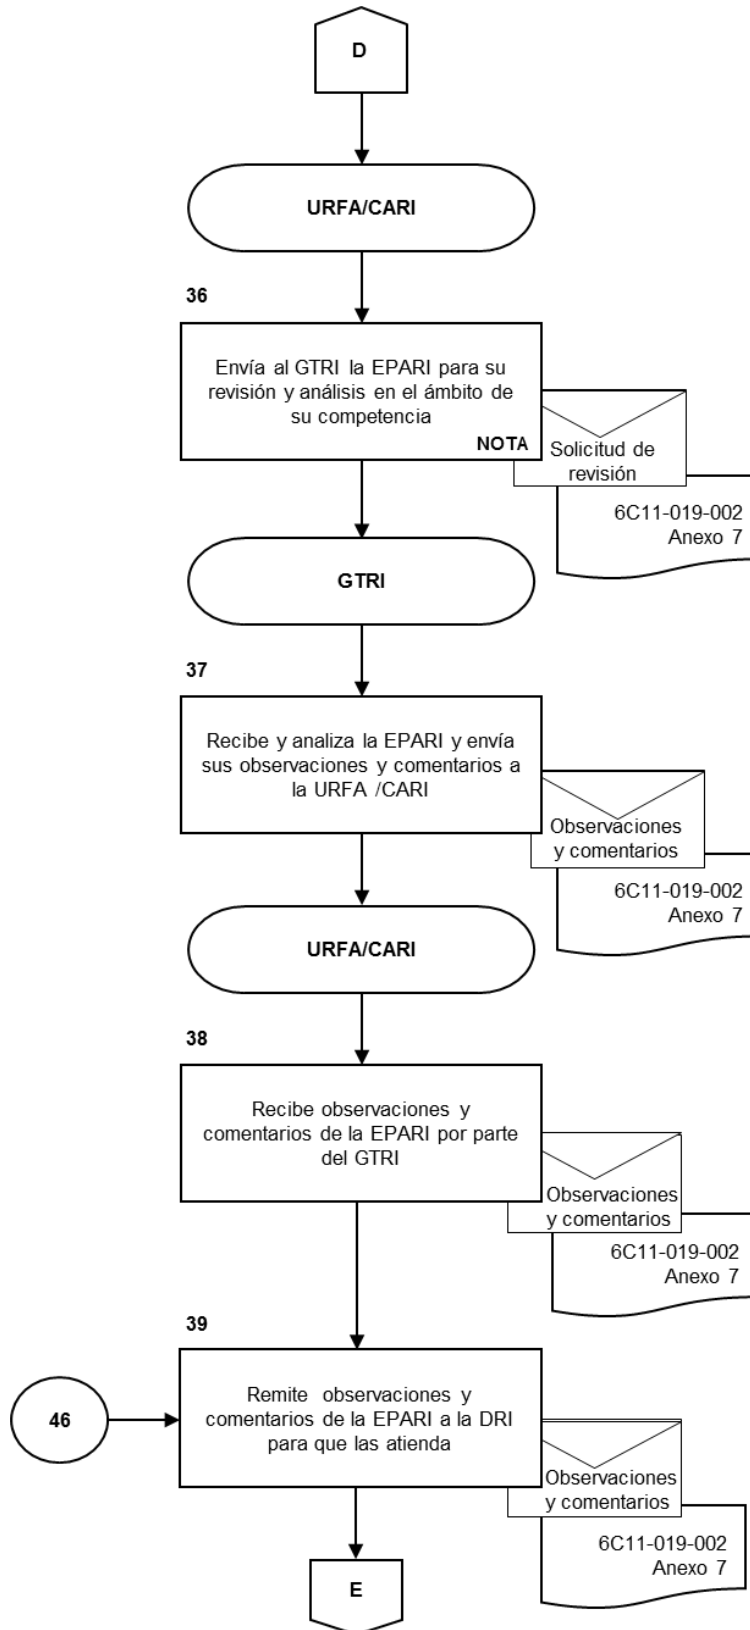 D
URFA/CARI
36
Envía al GTRI la EPARI para su
revisión y análisis en el ámbito de
su competencia
NOTA
Solicitud de
revisión
6C11-019-002
Anexo 7
GTRI
37
Recibe y analiza la EPARI y envía
sus observaciones y comentarios a
la URFA /CARI
Observaciones
y comentarios
6C11-019-002
Anexo 7
URFA/CARI
38
Recibe observaciones y
comentarios de la EPARI por parte
del GTRI
Observaciones
y comentarios
6C11-019-002
Anexo 7
39
46
Remite observaciones y
comentarios de la EPARI a la DRI
para que las atienda
Observaciones
y comentarios
6C11-019-002
Anexo 7
E